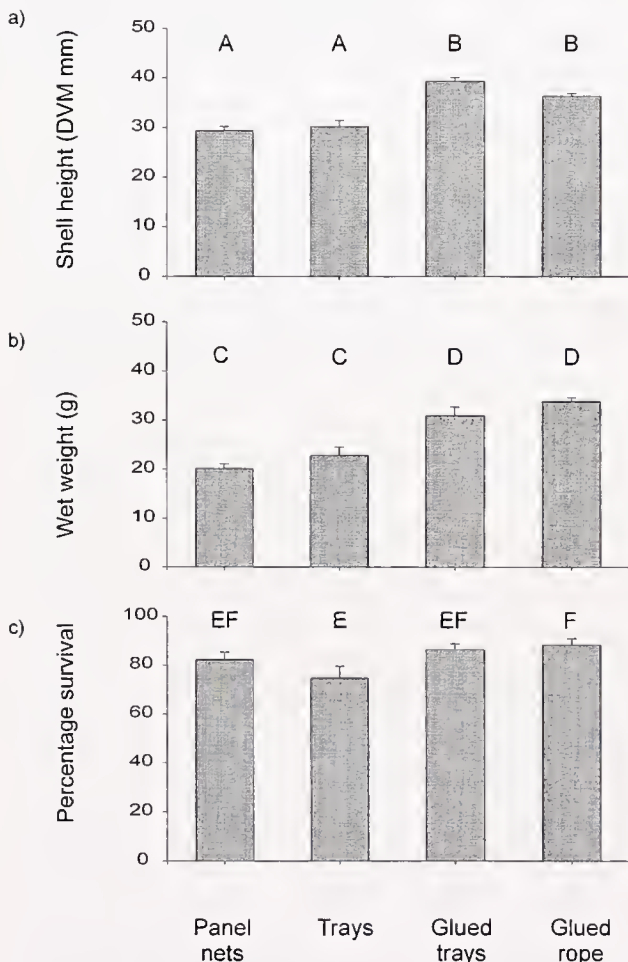 a)
Shell height (DVM mm)
50
40
30
20
10
0
A A B B
b)
Wet weight (g)
50
40
30
20
10
0
C C D D
c)
Percentage survival
100
80
60
40
20
0
EF E EF F
Panel nets
Trays
Glued trays
Glued rope